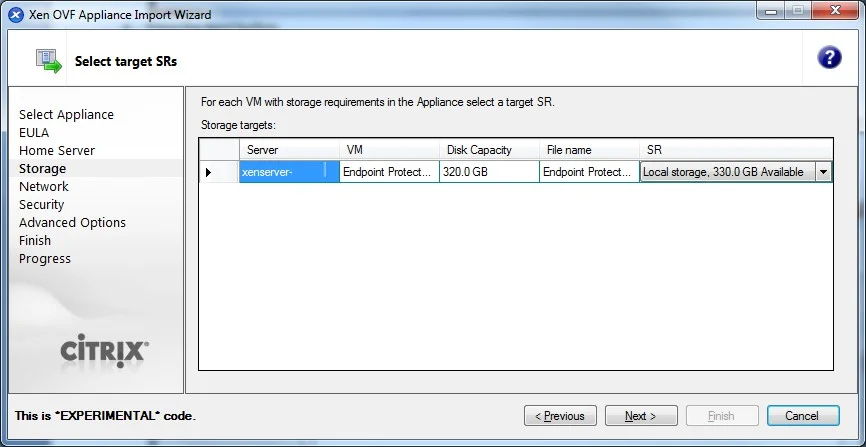 Xen OVF Appliance Import Wizard
Select target SRs
?
Select Appliance
EULA
Home Server
Storage
Network
Security
Advanced Options
Finish
Progress
CITRIX
For each VM with storage requirements in the Appliance select a target SR.
Storage targets:
Server VM Disk Capacity File name SR
xenserver- Endpoint Protect... 320.0 GB Endpoint Protect... Local storage, 330.0 GB Available
This is *EXPERIMENTAL* code.
< Previous Next > Finish Cancel